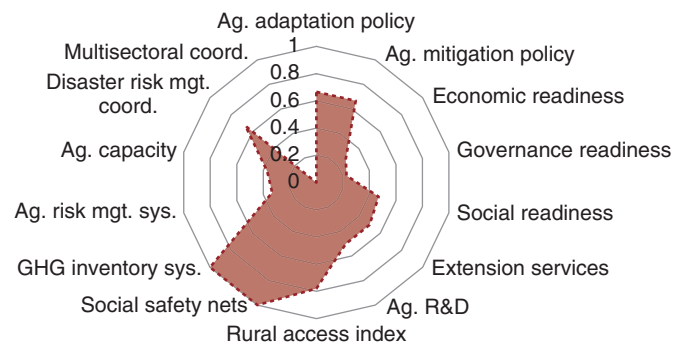 Ag. adaptation policy
1
Multisectoral coord.
Ag. mitigation policy
0.8
Disaster risk mgt.
coord.
Economic readiness
0.6
0.4
Ag. capacity
0.2
Governance readiness
0
Ag. risk mgt. sys.
Social readiness
GHG inventory sys.
Extension services
Social safety nets
Ag. R&D
Rural access index